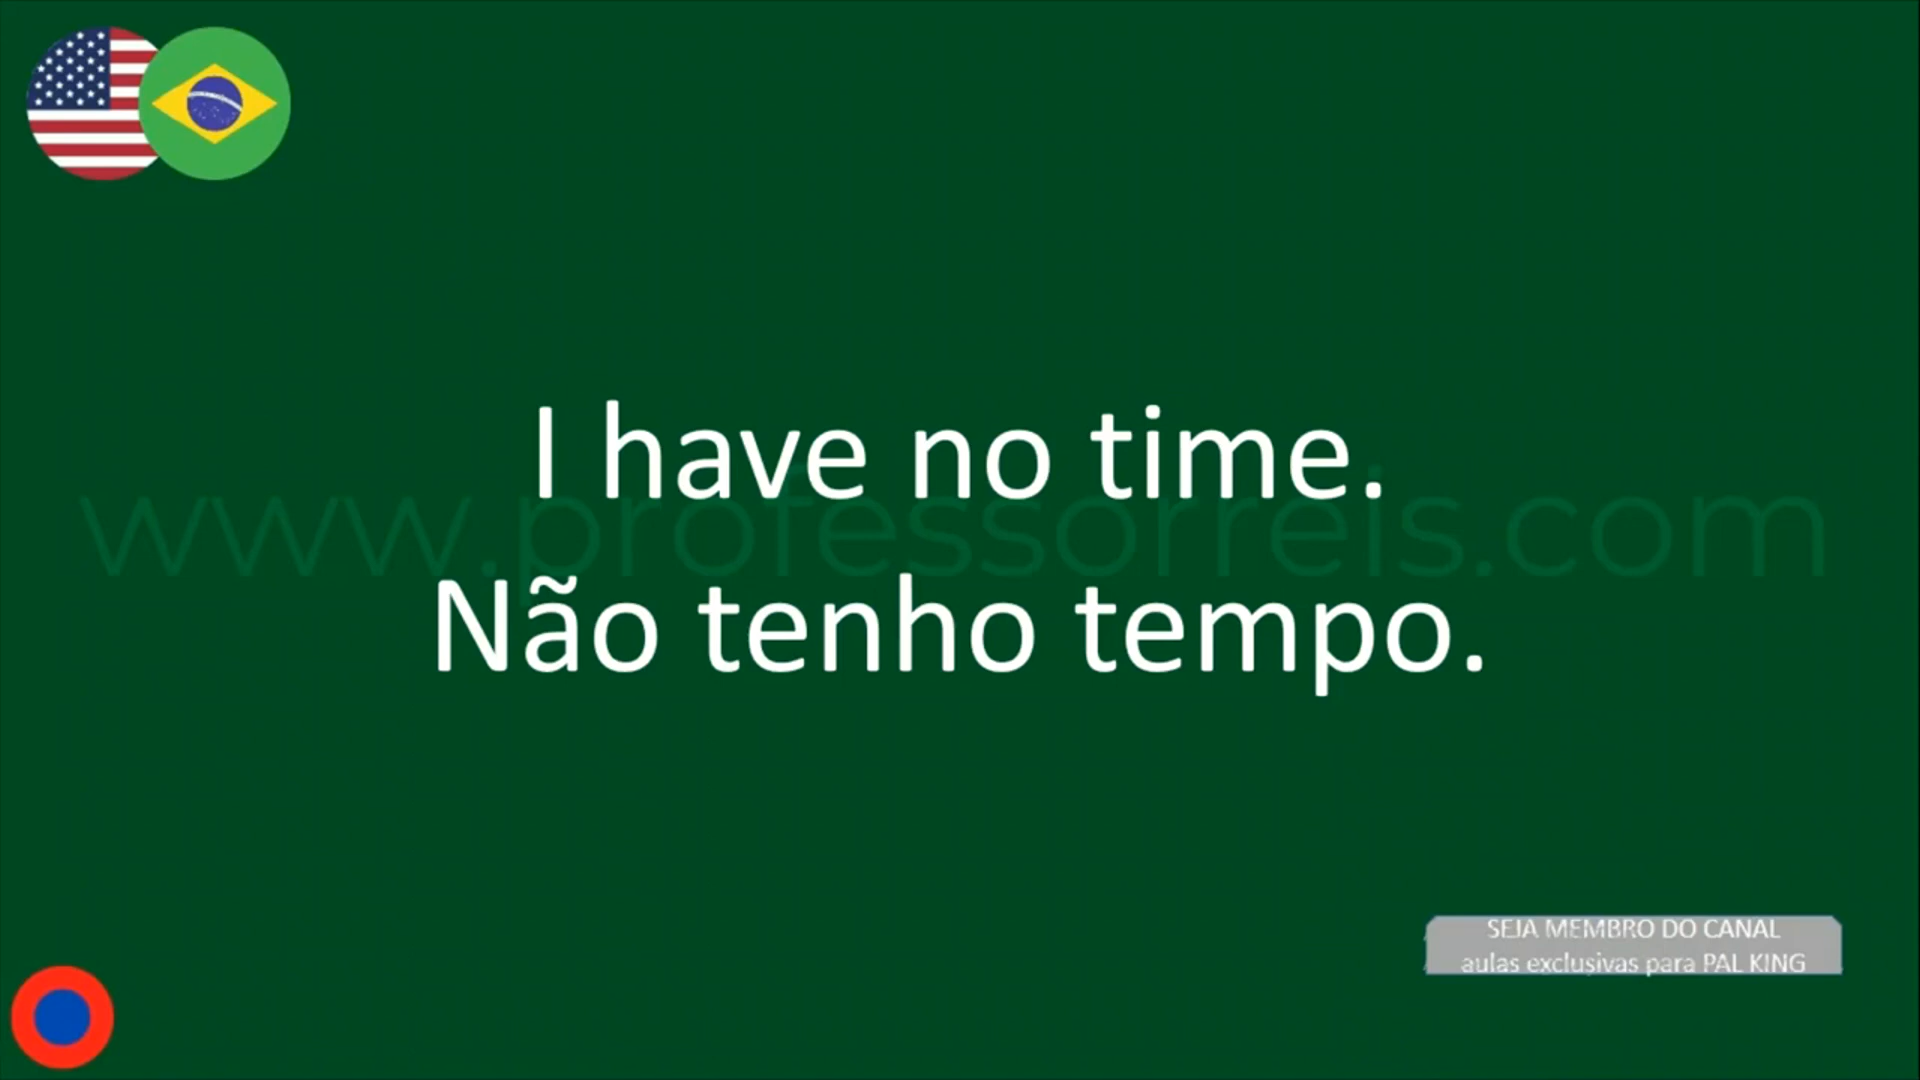 I have no time.
www.professorreis.com
Não tenho tempo.
SEJA MEMBRO DO CANAL
aulas exclusivas para PAL KING